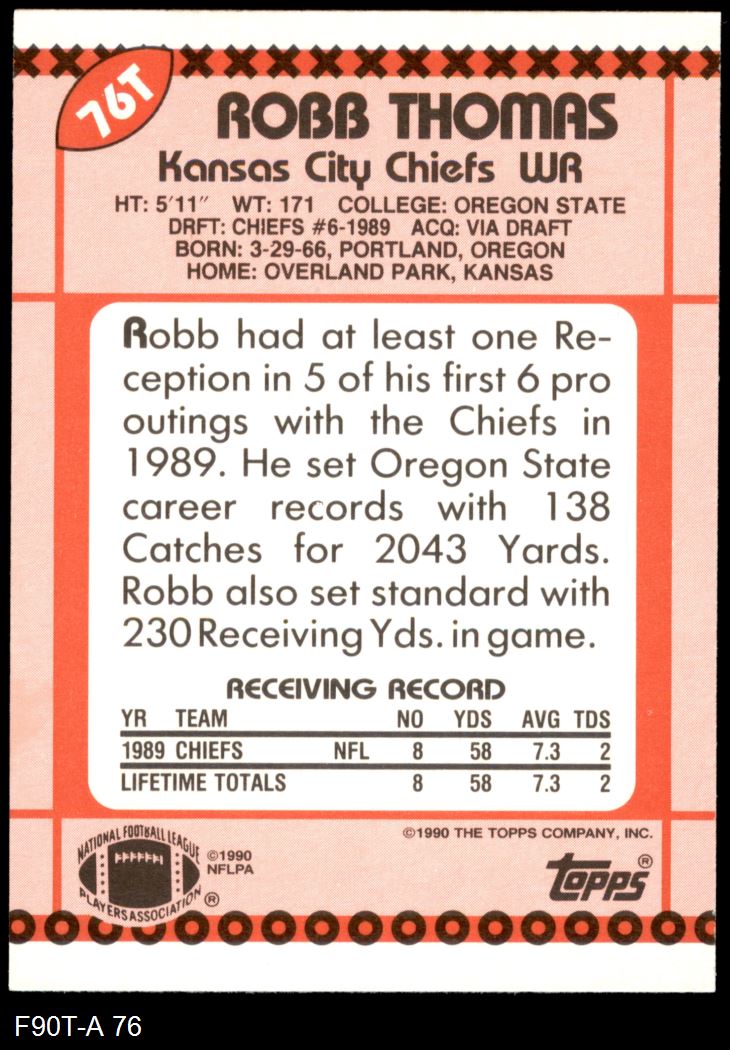 76T
ROBB THOMAS
Kansas City Chiefs WR
HT: 5'11" WT: 171 COLLEGE: OREGON STATE
DRFT: CHIEFS #6-1989 ACQ: VIA DRAFT
BORN: 3-29-66, PORTLAND, OREGON
HOME: OVERLAND PARK, KANSAS
Robb had at least one Re-
ception in 5 of his first 6 pro
outings with the Chiefs in
1989. He set Oregon State
career records with 138
Catches for 2043 Yards.
Robb also set standard with
230 Receiving Yds. in game.
RECEIVING RECORD
YR TEAM NO YDS AVG TDS
1989 CHIEFS NFL 8 58 7.3 2
LIFETIME TOTALS 8 58 7.3 2
©1990 THE TOPPS COMPANY, INC.
NATIONAL FOOTBALL LEAGUE
PLAYERS ASSOCIATION ®
©1990
NFLPA
topps ®
F90T-A 76